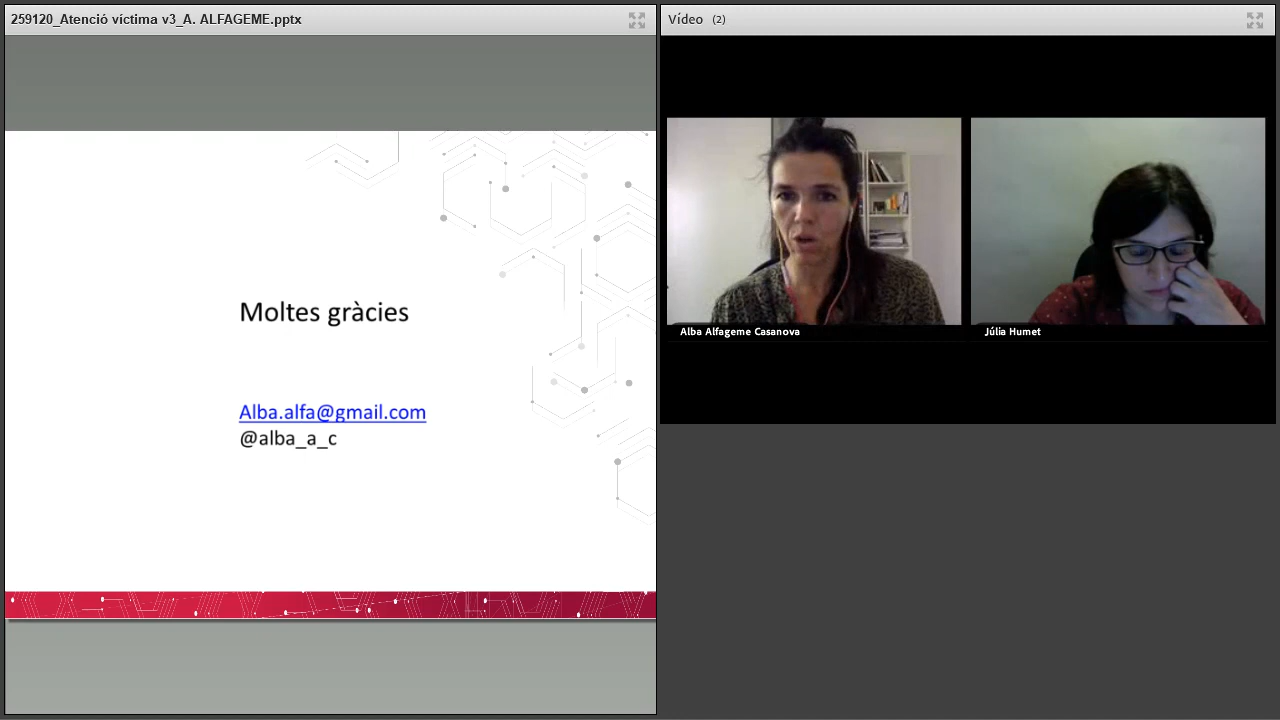 259120_Atenció víctima v3_A. ALFAGEME.pptx
Moltes gràcies
Alba.alfa@gmail.com
@alba_a_c
Vídeo (2)
Alba Alfageme Casanova
Júlia Humet